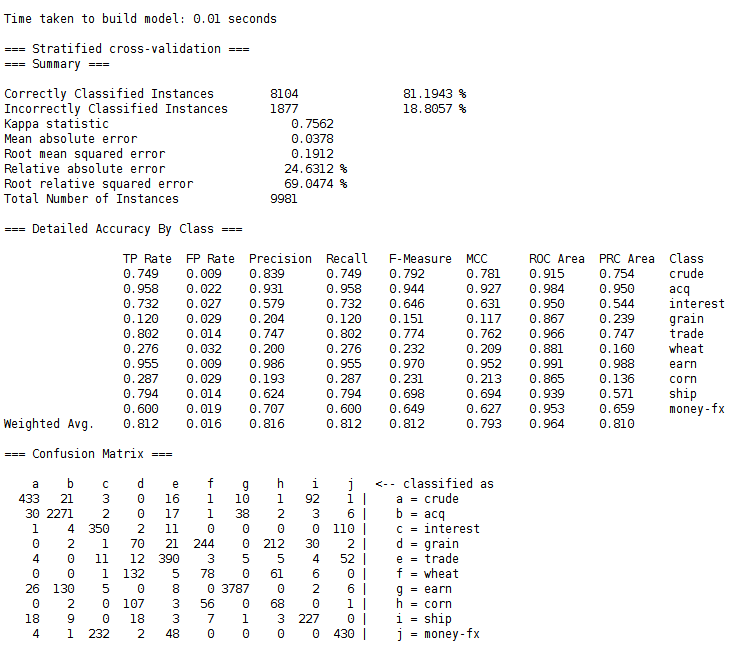 Time taken to build model: 0.01 seconds
=== Stratified cross-validation ===
=== Summary ===
Correctly Classified Instances 8104 81.1943 %
Incorrectly Classified Instances 1877 18.8057 %
Kappa statistic 0.7562
Mean absolute error 0.0378
Root mean squared error 0.1912
Relative absolute error 24.6312 %
Root relative squared error 69.0474 %
Total Number of Instances 9981
=== Detailed Accuracy By Class ===
TP Rate FP Rate Precision Recall F-Measure MCC ROC Area PRC Area Class
0.749 0.009 0.839 0.749 0.792 0.781 0.915 0.754 crude
0.958 0.022 0.931 0.958 0.944 0.927 0.984 0.950 acq
0.732 0.027 0.579 0.732 0.646 0.631 0.950 0.544 interest
0.120 0.029 0.204 0.120 0.151 0.117 0.867 0.239 grain
0.802 0.014 0.747 0.802 0.774 0.762 0.966 0.747 trade
0.276 0.032 0.200 0.276 0.232 0.209 0.881 0.160 wheat
0.955 0.009 0.986 0.955 0.970 0.952 0.991 0.988 earn
0.287 0.029 0.193 0.287 0.231 0.213 0.865 0.136 corn
0.794 0.014 0.624 0.794 0.698 0.694 0.939 0.571 ship
0.600 0.019 0.707 0.600 0.649 0.627 0.953 0.659 money-fx
Weighted Avg. 0.812 0.016 0.816 0.812 0.812 0.793 0.964 0.810
=== Confusion Matrix ===
a b c d e f g h i j <-- classified as
433 21 3 0 16 1 10 1 92 1 | a = crude
30 2271 2 0 17 1 38 2 3 6 | b = acq
1 4 350 2 11 0 0 0 0 110 | c = interest
0 2 1 70 21 244 0 212 30 2 | d = grain
4 0 11 12 390 3 5 5 4 52 | e = trade
0 0 1 132 5 78 0 61 6 0 | f = wheat
26 130 5 0 8 0 3787 0 2 6 | g = earn
0 2 0 107 3 56 0 68 0 1 | h = corn
18 9 0 18 3 7 1 3 227 0 | i = ship
4 1 232 2 48 0 0 0 0 430 | j = money-fx